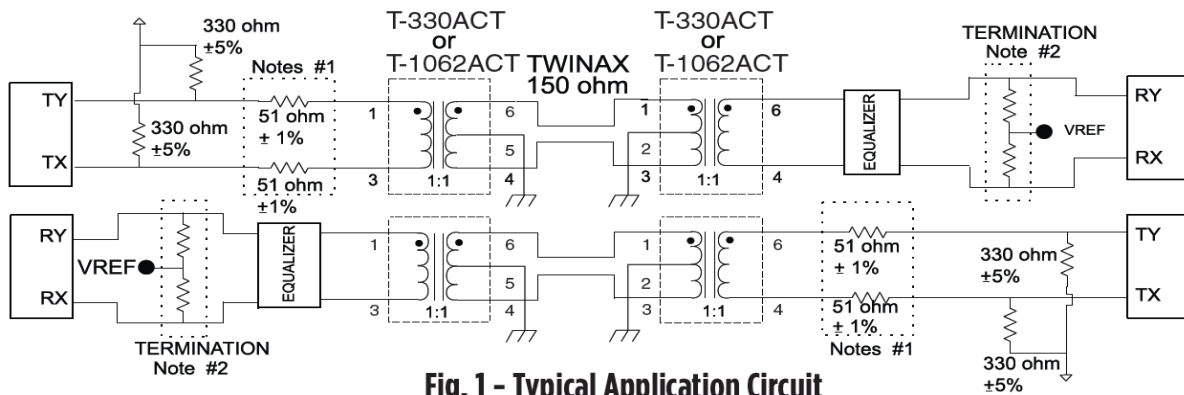 330 ohm
±5%
T-330ACT
or
T-1062ACT
TWINAX
150 ohm
T-330ACT
or
T-1062ACT
TERMINATION
Note #2
Notes #1
TY
TX
330 ohm
±5%
51 ohm
± 1%
51 ohm
±1%
1
3
6
5
4
1:1
1
2
3
6
4
1:1
EQUALIZER
VREF
RY
RX
RY
RX
VREF
TERMINATION
Note #2
EQUALIZER
1
3
6
5
4
1:1
1
2
3
6
4
1:1
51 ohm
± 1%
51 ohm
± 1%
Notes #1
330 ohm
±5%
330 ohm
±5%
TY
TX
Fig. 1 - Typical Application Circuit